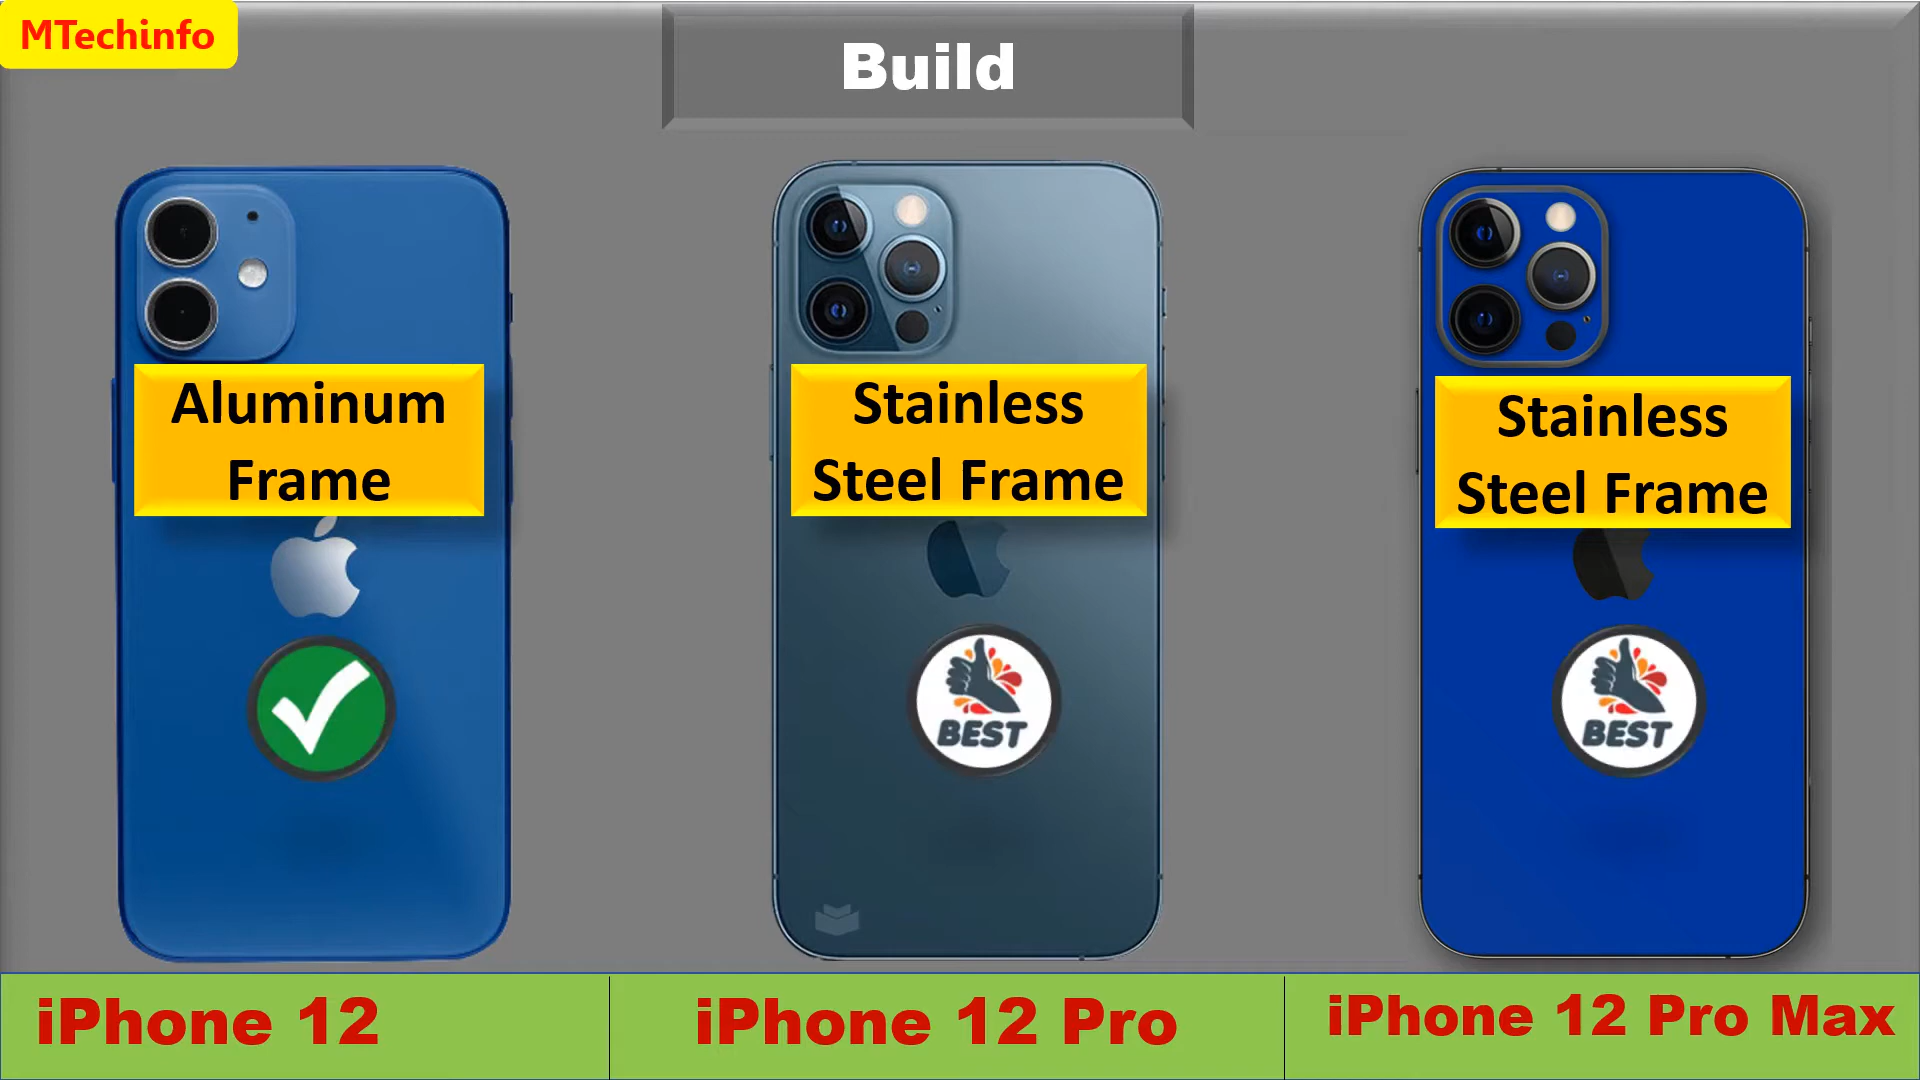 MTechinfo
Build
Aluminum
Frame
Stainless
Steel Frame
Stainless
Steel Frame
BEST
BEST
iPhone 12
iPhone 12 Pro
iPhone 12 Pro Max